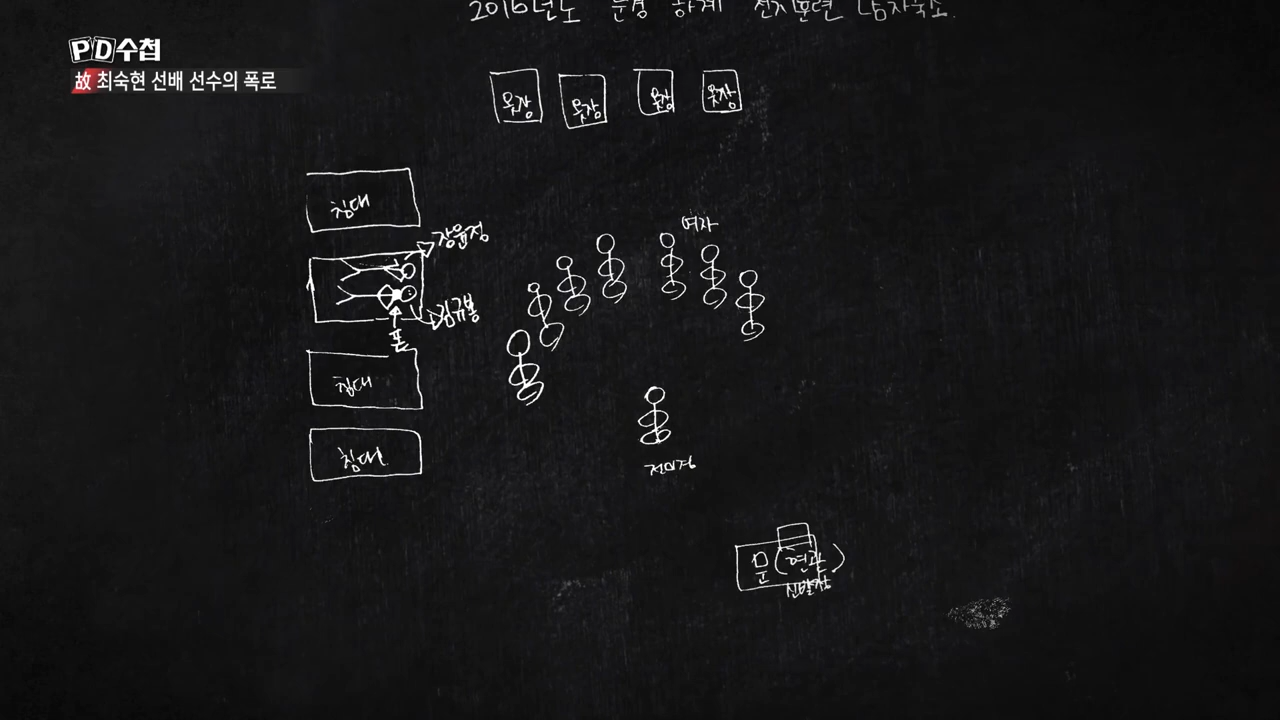 2016년도 문경 하계 전지훈련 남자숙소.
PD수첩
故 최숙현 선배 선수의 폭로
옷장 옷장 옷장 옷장
침대
장윤정
여자
김규봉
폰
침대
침대
전미경
문(현관)
신발장